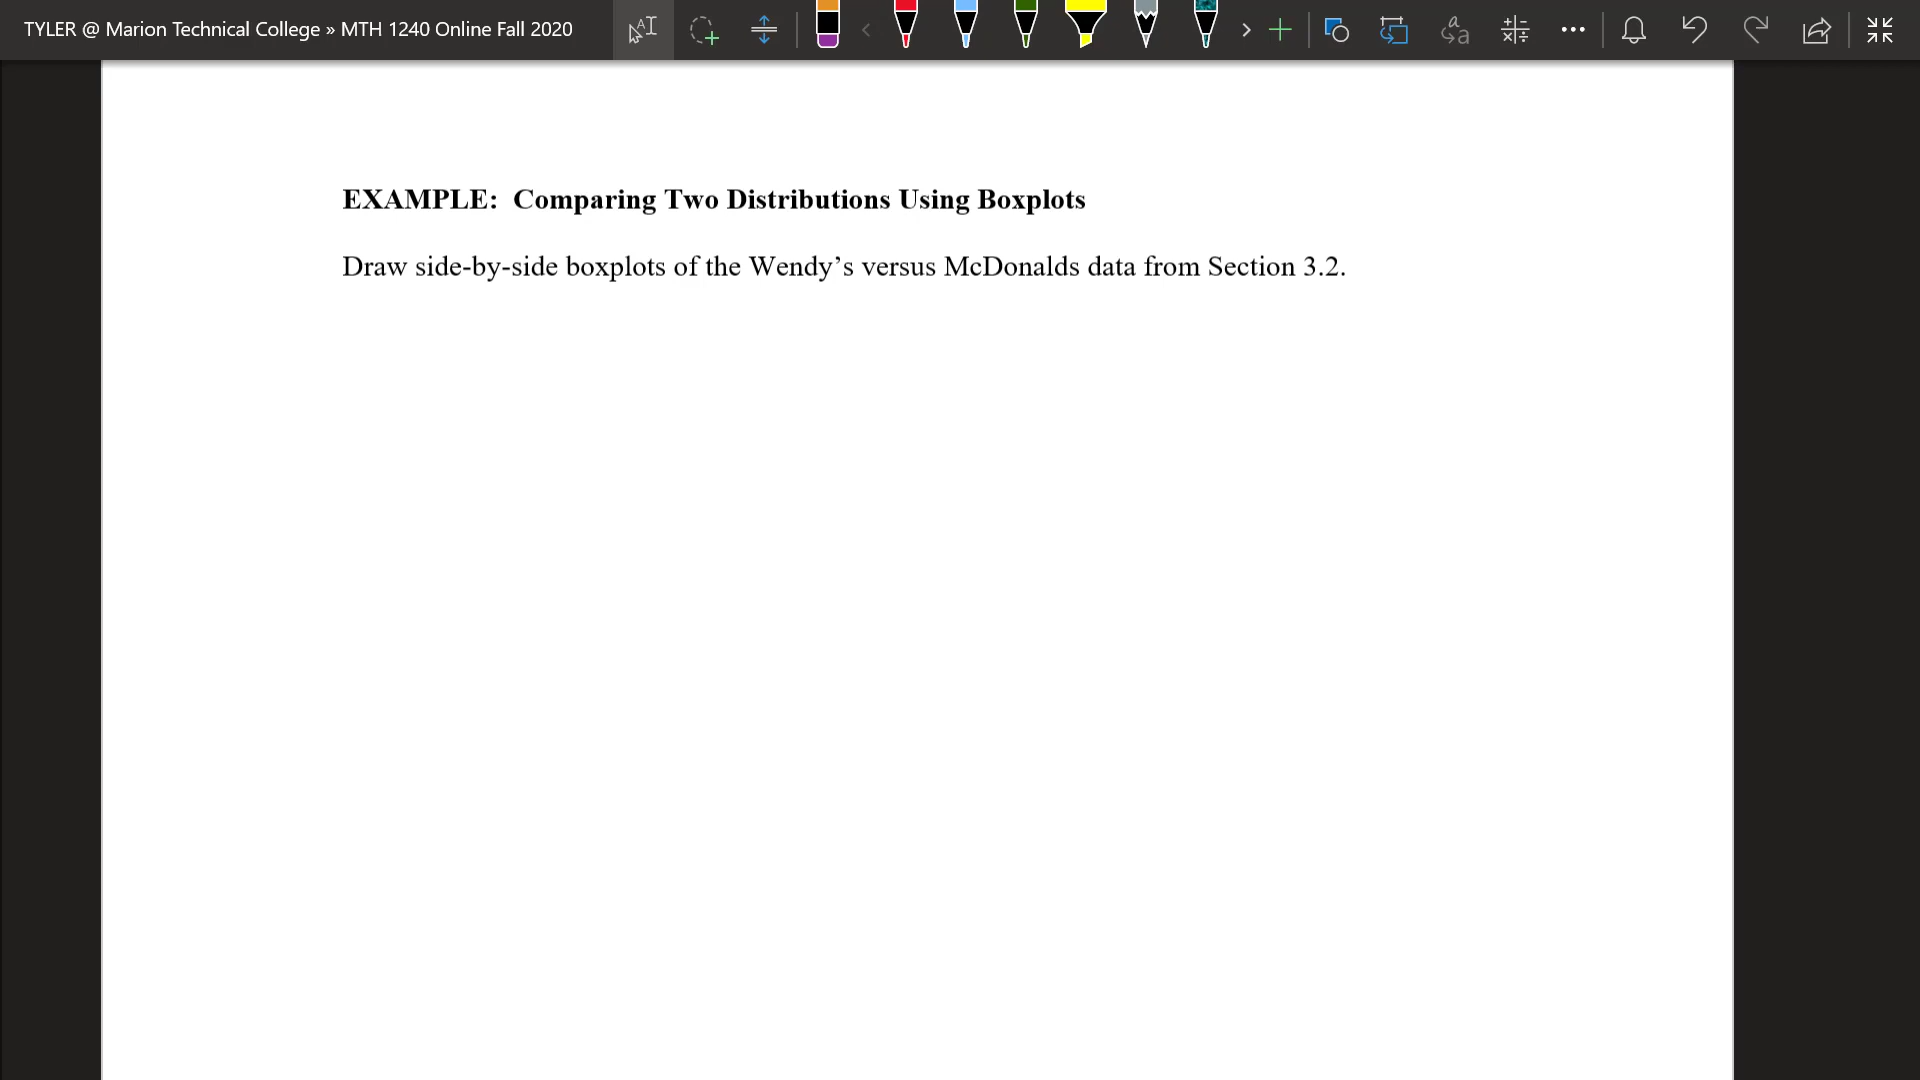 TYLER @ Marion Technical College » MTH 1240 Online Fall 2020
EXAMPLE: Comparing Two Distributions Using Boxplots
Draw side-by-side boxplots of the Wendy’s versus McDonalds data from Section 3.2.